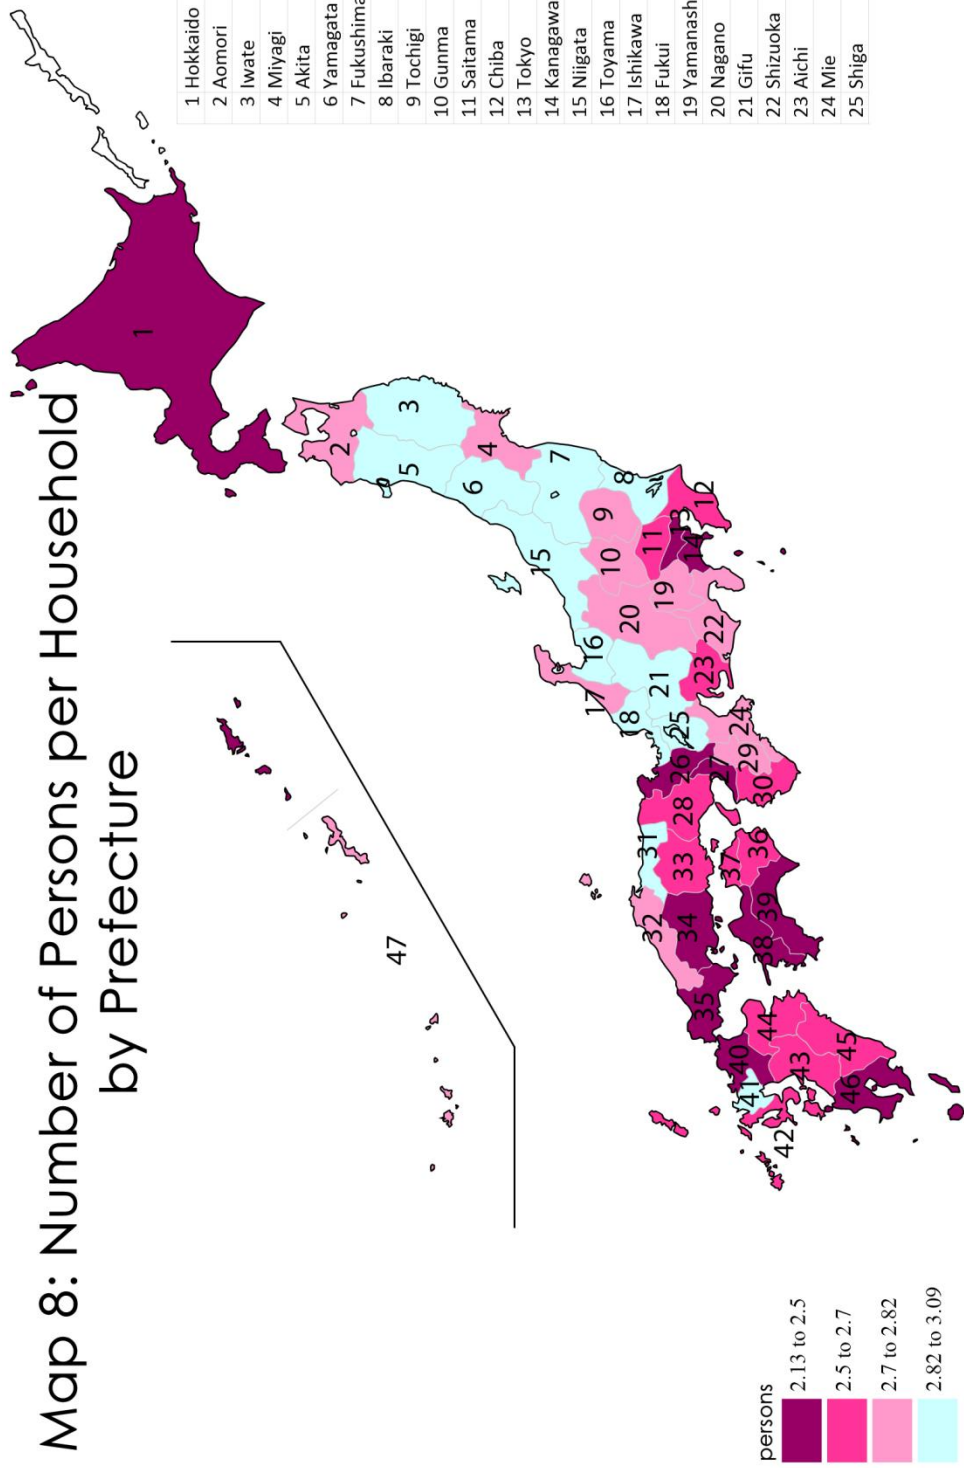 Map 8: Number of Persons per Household
by Prefecture
1 Hokkaido
2 Aomori
3 Iwate
4 Miyagi
5 Akita
6 Yamagata
7 Fukushima
8 Ibaraki
9 Tochigi
10 Gunma
11 Saitama
12 Chiba
13 Tokyo
14 Kanagawa
15 Niigata
16 Toyama
17 Ishikawa
18 Fukui
19 Yamanash
20 Nagano
21 Gifu
22 Shizuoka
23 Aichi
24 Mie
25 Shiga
1
2
3
4
5
6
7
8
9
10
11
12
13
14
15
16
17
18
19
20
21
22
23
24
25
26
27
28
29
30
31
32
33
34
35
36
37
38
39
40
41
42
43
44
45
46
47
persons
2.13 to 2.5
2.5 to 2.7
2.7 to 2.82
2.82 to 3.09